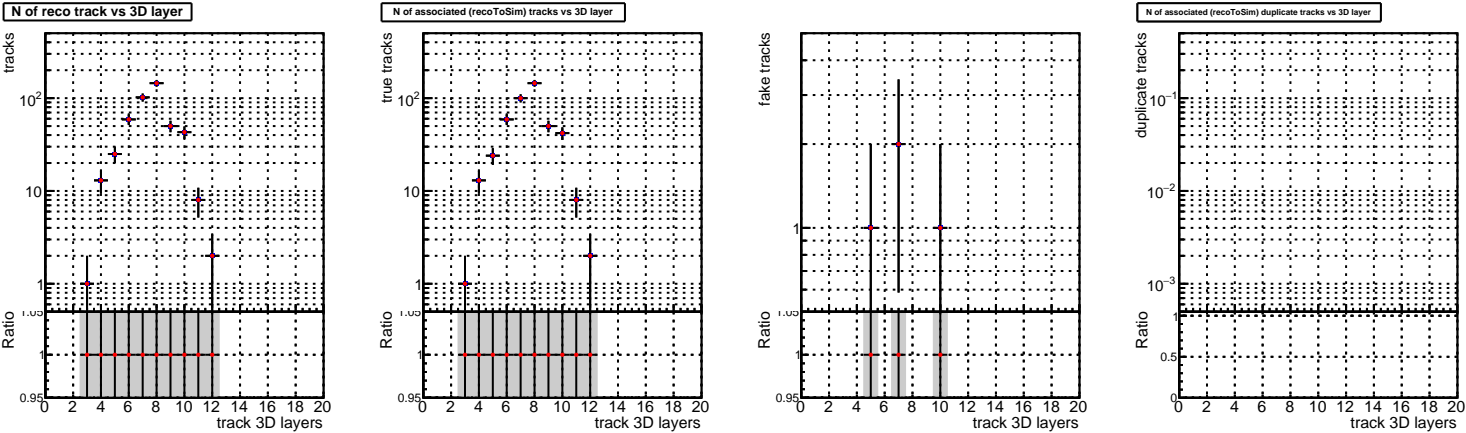 N of reco track vs 3D layer
tracks
10²
10
1
Ratio
1.05
1
0.95
0 2 4 6 8 10 12 14 16 18 20
track 3D layers
N of associated (recoToSim) tracks vs 3D layer
true tracks
10²
10
1
Ratio
1.05
1
0.95
0 2 4 6 8 10 12 14 16 18 20
track 3D layers
fake tracks
1
Ratio
1.05
1
0.95
0 2 4 6 8 10 12 14 16 18 20
track 3D layers
N of associated (recoToSim) duplicate tracks vs 3D layer
duplicate tracks
10⁻¹
10⁻²
10⁻³
Ratio
1
0.5
0
0 2 4 6 8 10 12 14 16 18 20
track 3D layers